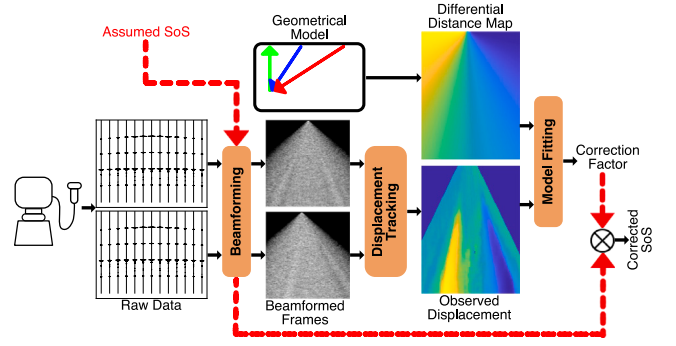 Assumed SoS
Geometrical
Model
Differential
Distance Map
Beamforming
Displacement
Tracking
Model Fitting
Correction
Factor
Corrected
SoS
Raw Data
Beamformed
Frames
Observed
Displacement